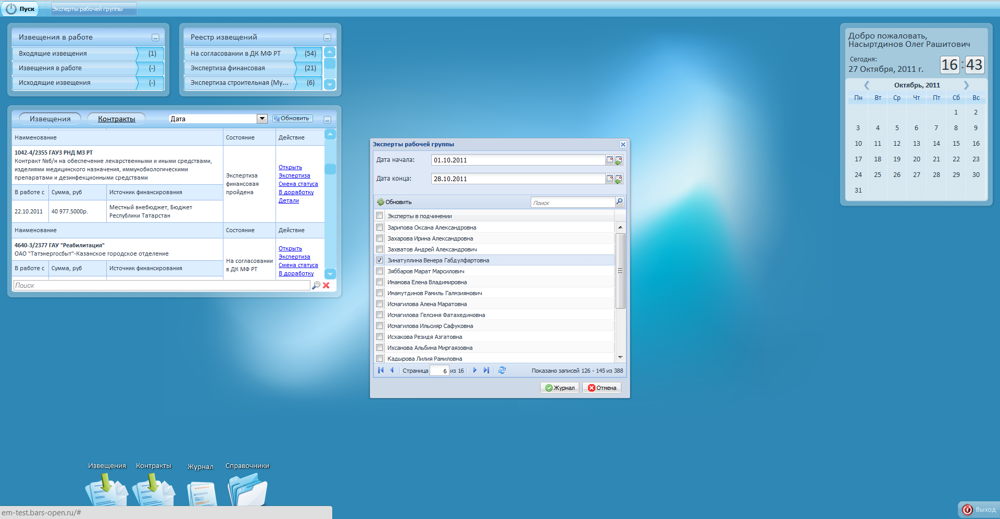 Пуск
Эксперты рабочей группы
Извещения в работе
Входящие извещения (1)
Извещения в работе (-)
Исходящие извещения (-)
Реестр извещений
На согласовании в ДК МФ РТ (54)
Экспертиза финансовая (21)
Экспертиза строительная (Му... (6)
Добро пожаловать,
Насыртдинов Олег Рашитович
Сегодня:
27 Октября, 2011 г.
16:43
Октябрь, 2011
Пн Вт Ср Чт Пт Сб Вс
1 2
3 4 5 6 7 8 9
10 11 12 13 14 15 16
17 18 19 20 21 22 23
24 25 26 27 28 29 30
31
Извещения Контракты Дата Обновить
Наименование Состояние Действие
1042-4/2355 ГАУЗ РНД МЗ РТ
Контракт №б/н на обеспечение лекарственными и иными средствами,
изделиями медицинского назначения, иммунобиологическими
препаратами и дезинфекционными средствами
В работе с Сумма, руб Источник финансирования
22.10.2011 40 977.5000р. Местный внебюджет, Бюджет
Республики Татарстан
Экспертиза
финансовая
пройдена
Открыть
Экспертиза
Смена статуса
В доработку
Детали
Наименование Состояние Действие
4640-3/2377 ГАУ "Реабилитация"
ОАО "Татэнергосбыт"-Казанское городское отделение
В работе с Сумма, руб Источник финансирования
На согласовании
в ДК МФ РТ
Открыть
Экспертиза
Смена статуса
В доработку
Поиск
Эксперты рабочей группы
Дата начала: 01.10.2011
Дата конца: 28.10.2011
Обновить Поиск
Эксперты в подчинении
Зарипова Оксана Александровна
Захарова Ирина Александровна
Захватов Андрей Александрович
Зинатуллина Венера Габдулфартовна
Зяббаров Марат Марсилович
Имамова Елена Владимировна
Имамутдинов Рамиль Галмзиянович
Исмагилова Алена Маратовна
Исмагилова Гелсиня Фатахединовна
Исмагилова Ильсияр Сафуковна
Исхакова Резидя Азгатовна
Ихсанова Альбина Миргаязовна
Кадырова Лилия Рамиловна
Страница 6 из 16 Показано записей 126 - 145 из 388
Журнал Отмена
Извещения Контракты Журнал Справочники
em-test.bars-open.ru/#
Выход